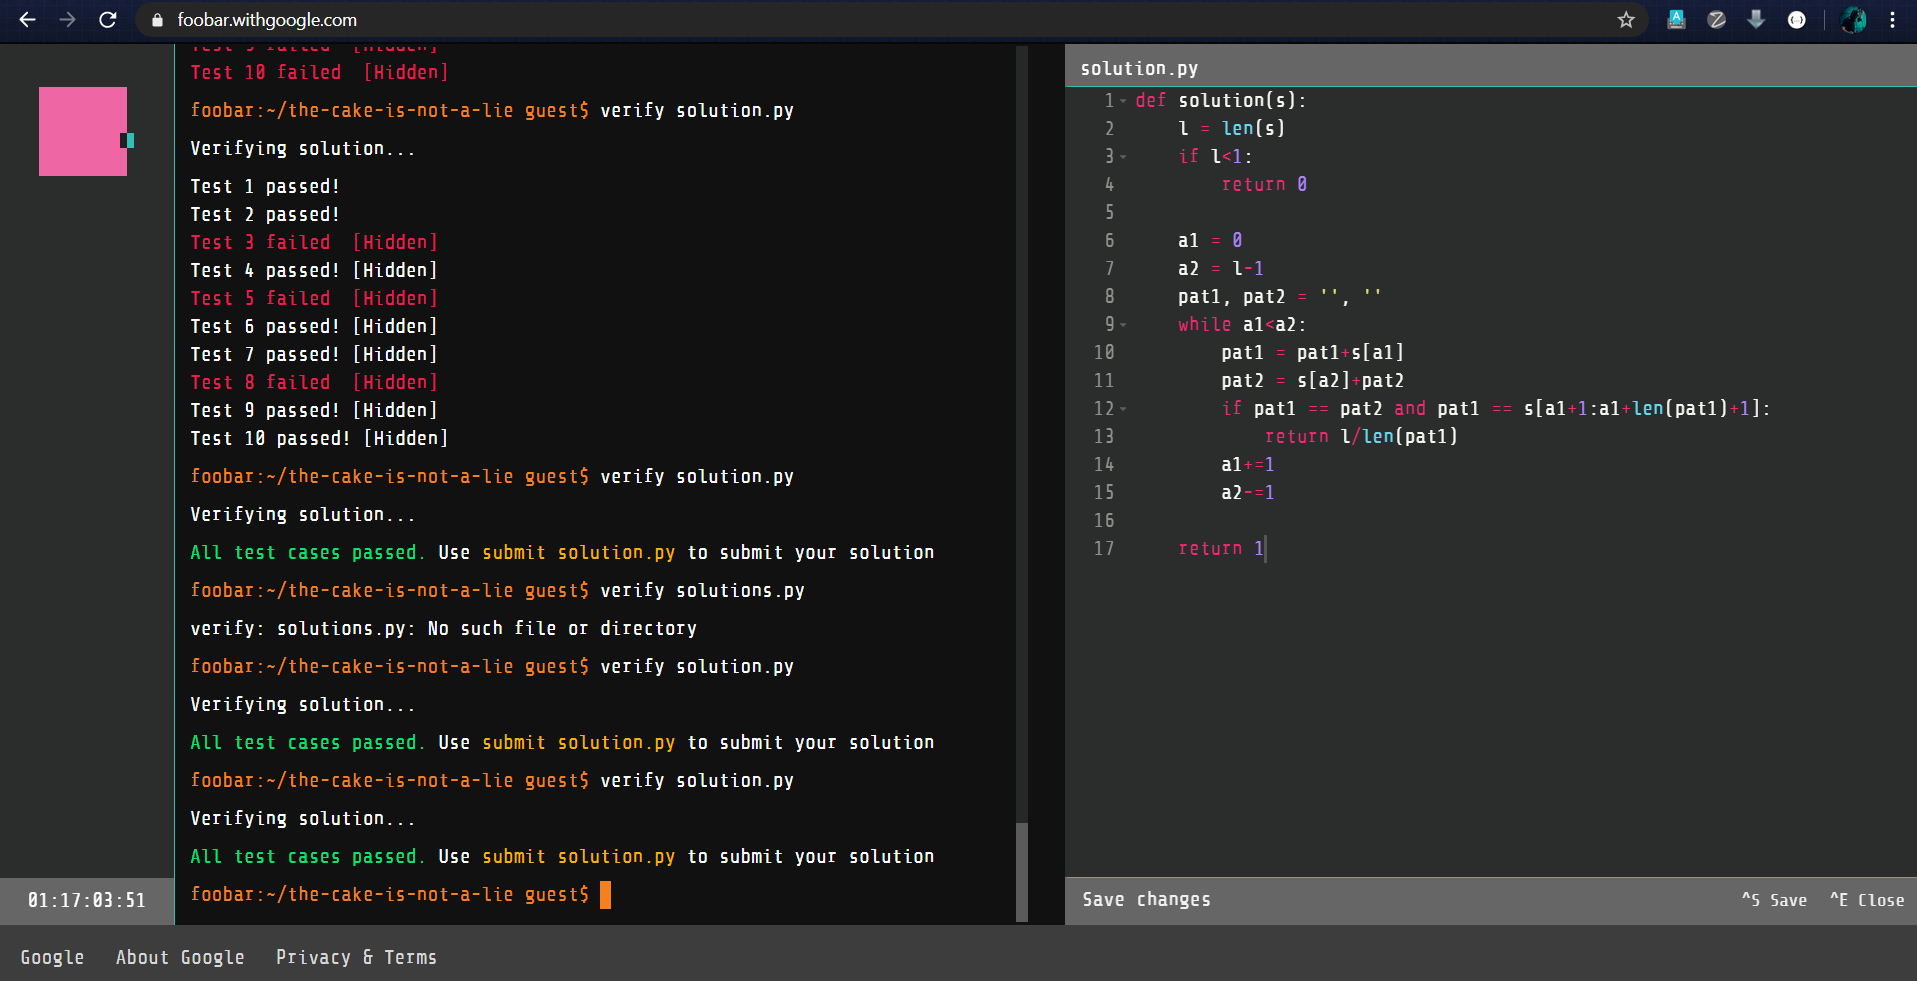 foobar.withgoogle.com
Test 9 failed  [Hidden]
Test 10 failed  [Hidden]
foobar:~/the-cake-is-not-a-lie guest$ verify solution.py
Verifying solution...
Test 1 passed!
Test 2 passed!
Test 3 failed  [Hidden]
Test 4 passed! [Hidden]
Test 5 failed  [Hidden]
Test 6 passed! [Hidden]
Test 7 passed! [Hidden]
Test 8 failed  [Hidden]
Test 9 passed! [Hidden]
Test 10 passed! [Hidden]
foobar:~/the-cake-is-not-a-lie guest$ verify solution.py
Verifying solution...
All test cases passed. Use submit solution.py to submit your solution
foobar:~/the-cake-is-not-a-lie guest$ verify solutions.py
verify: solutions.py: No such file or directory
foobar:~/the-cake-is-not-a-lie guest$ verify solution.py
Verifying solution...
All test cases passed. Use submit solution.py to submit your solution
foobar:~/the-cake-is-not-a-lie guest$ verify solution.py
Verifying solution...
All test cases passed. Use submit solution.py to submit your solution
foobar:~/the-cake-is-not-a-lie guest$
01:17:03:51
solution.py
1 def solution(s):
2     l = len(s)
3     if l<1:
4         return 0
5
6     a1 = 0
7     a2 = l-1
8     pat1, pat2 = '', ''
9     while a1<a2:
10         pat1 = pat1+s[a1]
11         pat2 = s[a2]+pat2
12         if pat1 == pat2 and pat1 == s[a1+1:a1+len(pat1)+1]:
13             return l/len(pat1)
14         a1+=1
15         a2-=1
16
17     return 1
Save changes
^S Save ^E Close
Google About Google Privacy & Terms